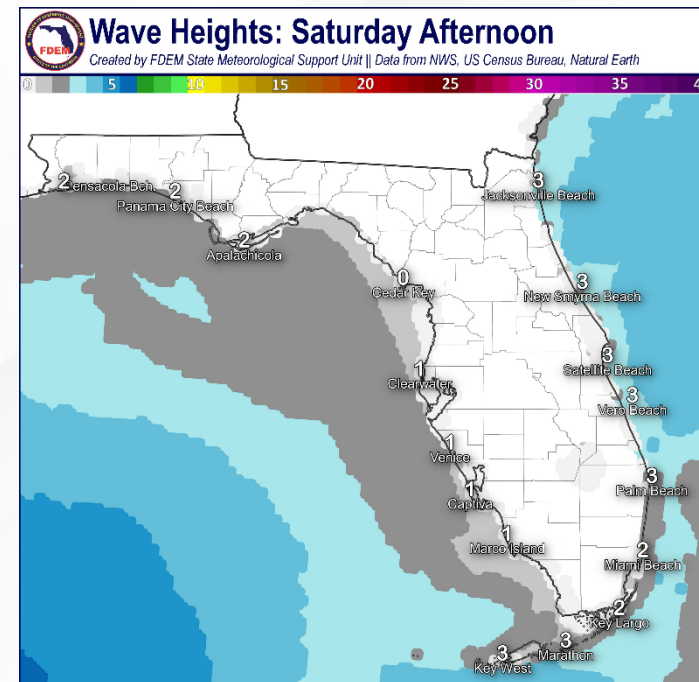 FDEM
Wave Heights: Saturday Afternoon
Created by FDEM State Meteorological Support Unit || Data from NWS, US Census Bureau, Natural Earth
0 5 10 15 20 25 30 35 4
2 ensacola Bch.
2
Panama City Beach
2
Apalachicola
3
Jacksonville Beach
0
Cedar Key
3
New Smyrna Beach
3
Satellite Beach
1
Clearwater
3
Vero Beach
1
Venice
1
Captiva
3
Palm Beach
1
Marco Island
2
Miami Beach
2
Key Largo
3
Marathon
3
Key West